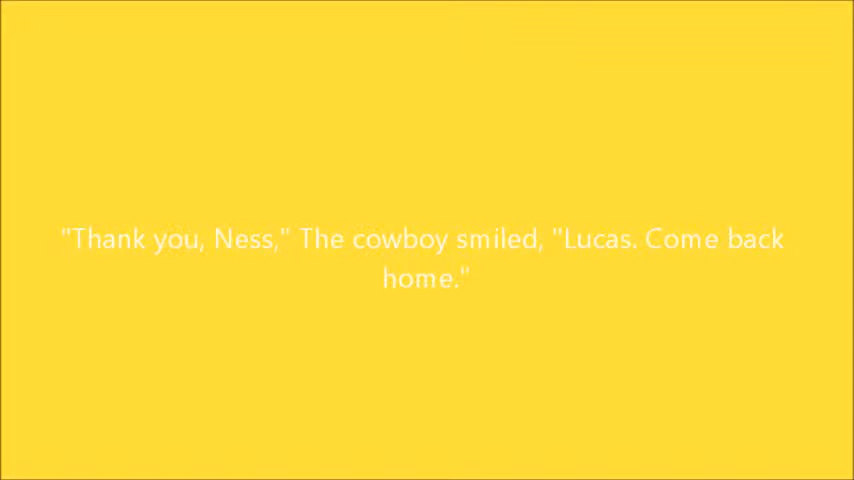 "Thank you, Ness," The cowboy smiled, "Lucas. Come back
home."